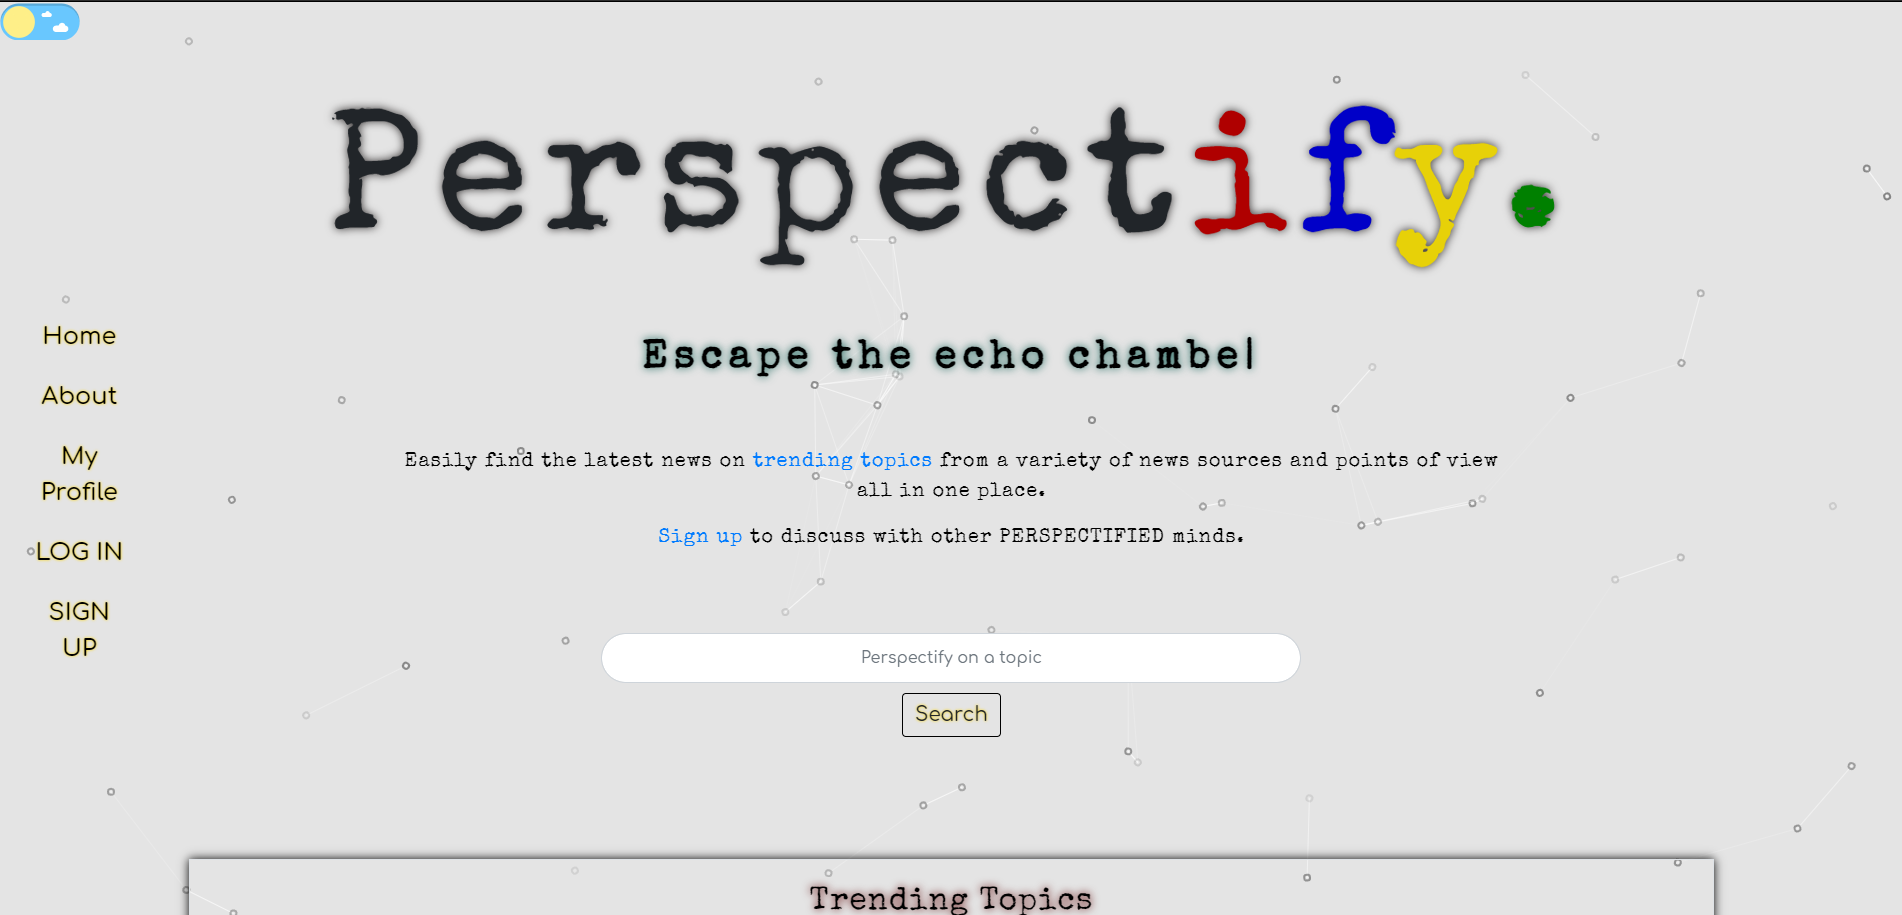 Perspectify.
Home
About
My
Profile
LOG IN
SIGN
UP
Escape the echo chambe|
Easily find the latest news on trending topics from a variety of news sources and points of view
all in one place.
Sign up to discuss with other PERSPECTIFIED minds.
Perspectify on a topic
Search
Trending Topics